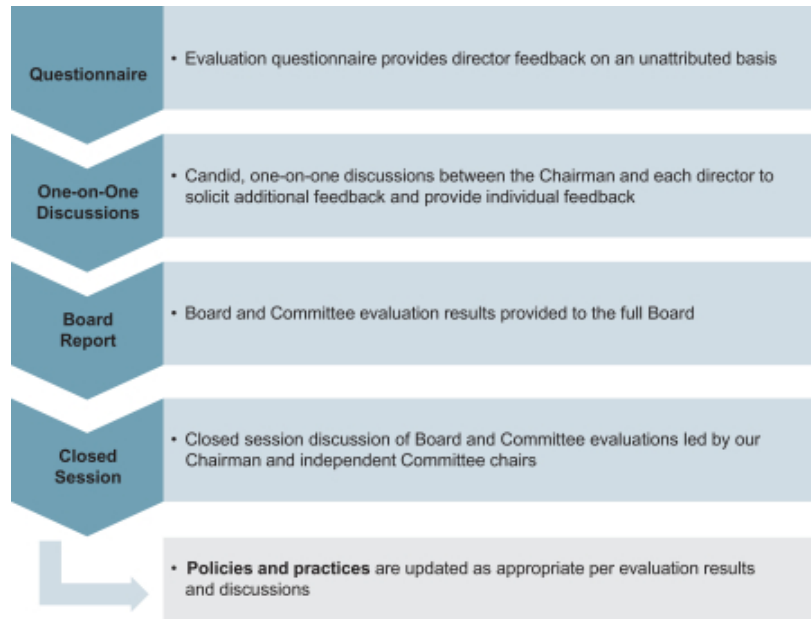 Questionnaire
• Evaluation questionnaire provides director feedback on an unattributed basis
One-on-One
Discussions
• Candid, one-on-one discussions between the Chairman and each director to
solicit additional feedback and provide individual feedback
Board
Report
• Board and Committee evaluation results provided to the full Board
Closed
Session
• Closed session discussion of Board and Committee evaluations led by our
Chairman and independent Committee chairs
• Policies and practices are updated as appropriate per evaluation results
and discussions